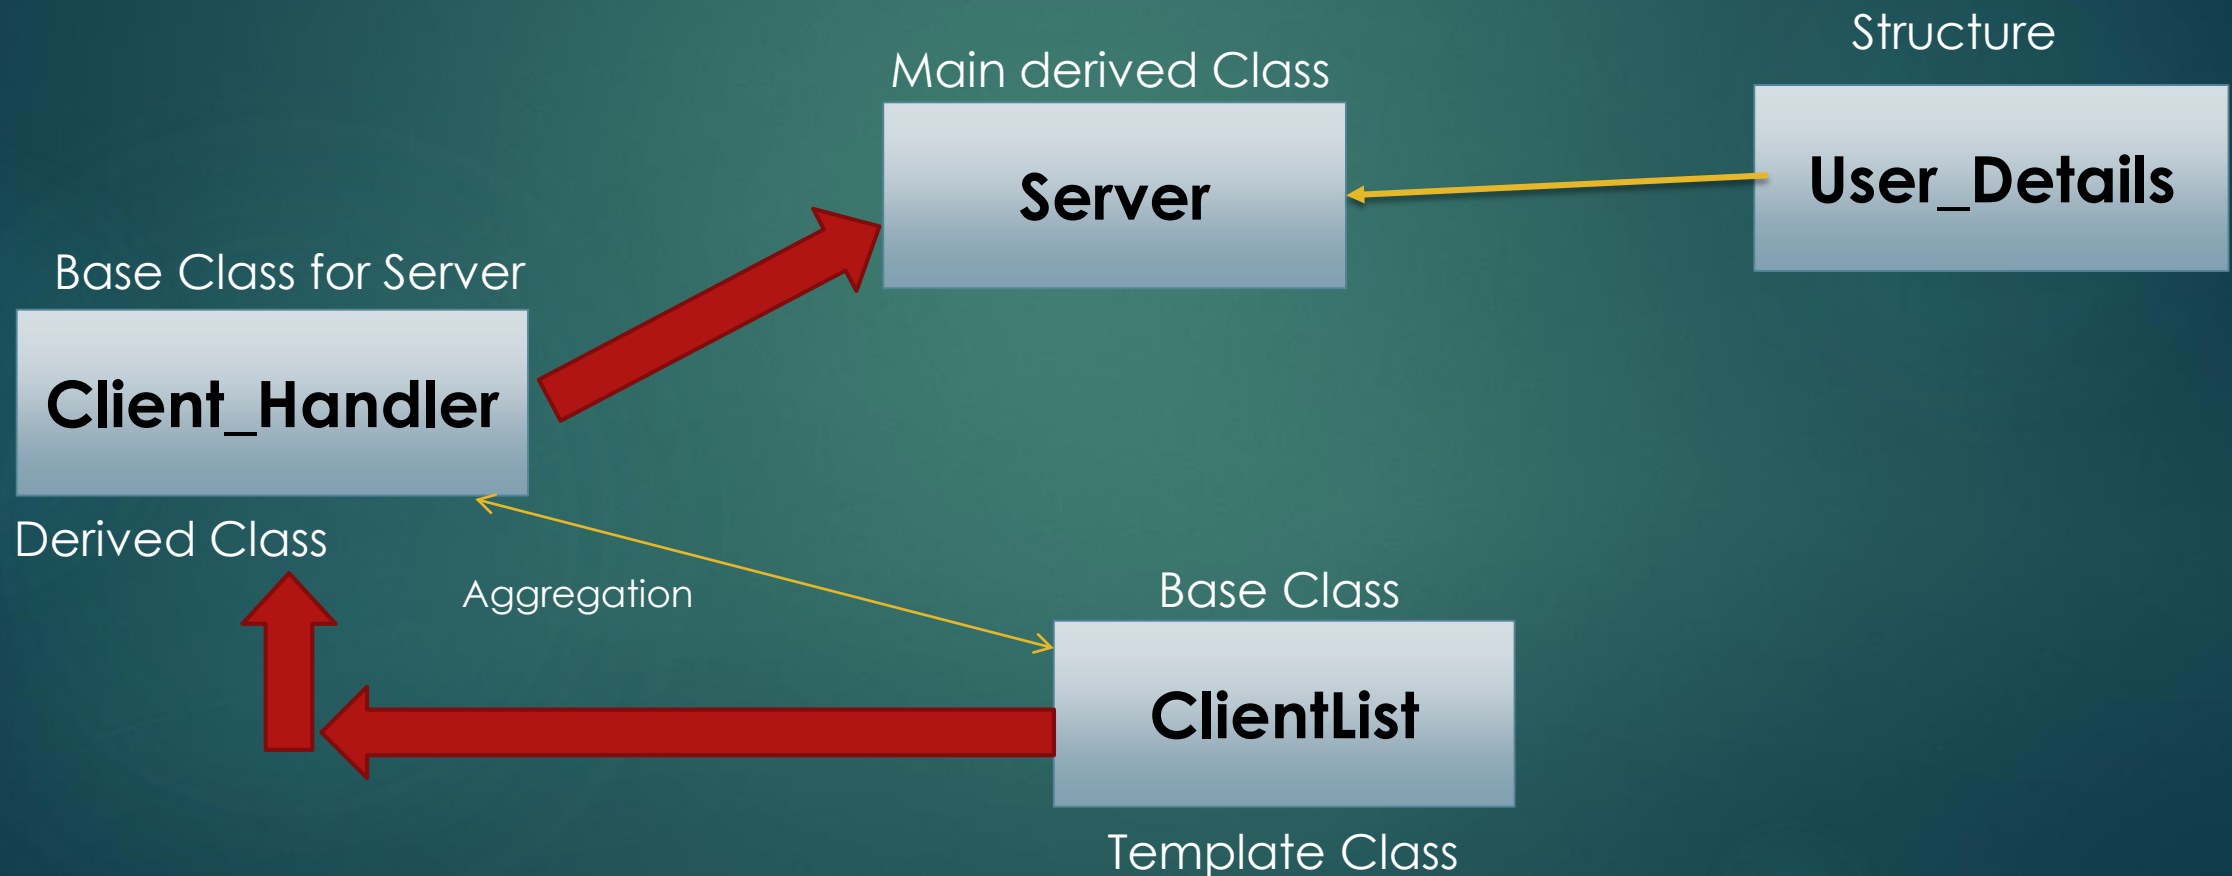 Structure
Main derived Class
Server
User_Details
Base Class for Server
Client_Handler
Derived Class
Aggregation
Base Class
ClientList
Template Class